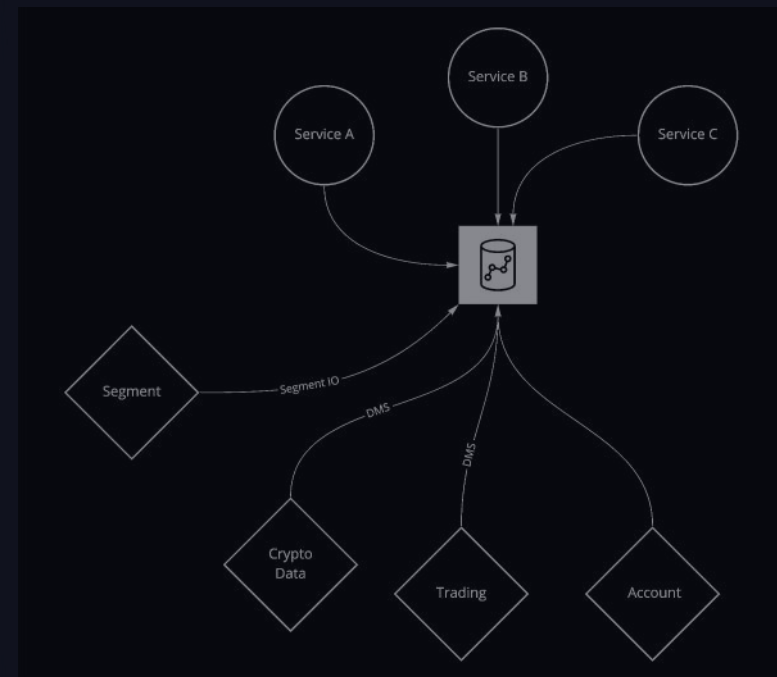 Service B
Service A
Service C
Segment
Segment IO
DMS
DMS
Crypto
Data
Trading
Account